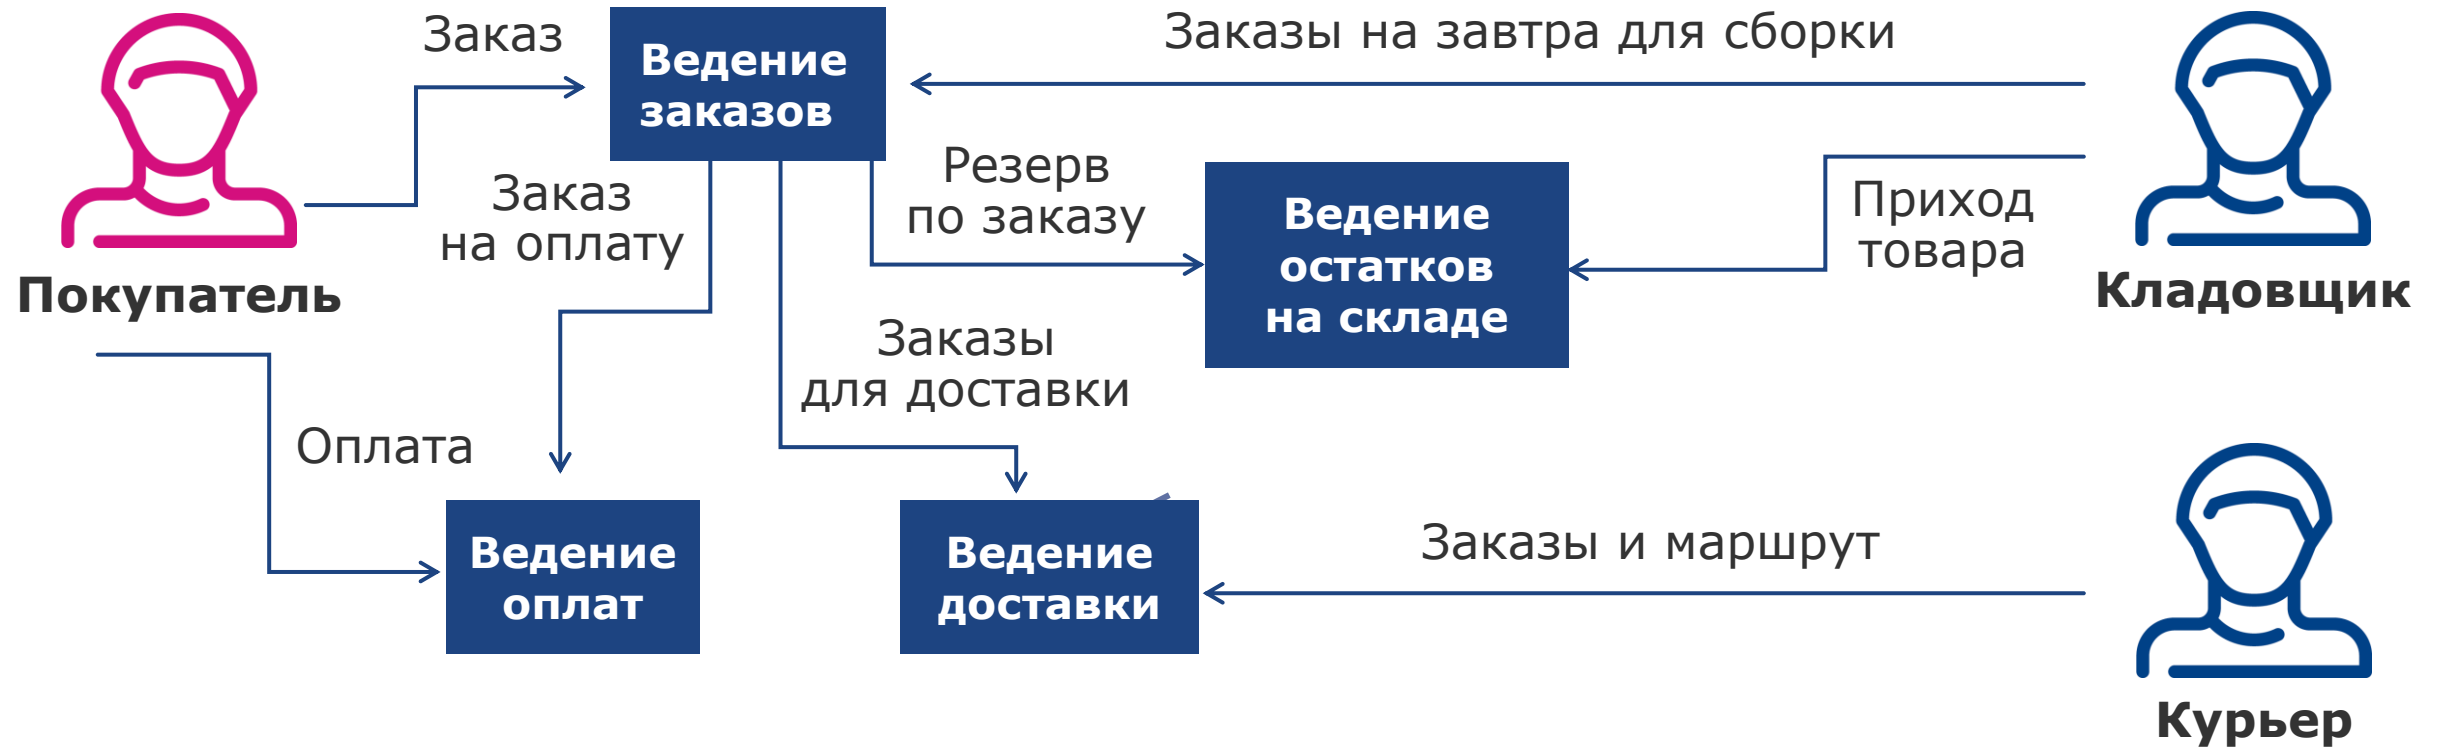 Заказ
Ведение
заказов
Заказы на завтра для сборки
Заказ
на оплату
Резерв
по заказу
Ведение
остатков
на складе
Приход
товара
Покупатель
Кладовщик
Заказы
для доставки
Оплата
Ведение
оплат
Ведение
доставки
Заказы и маршрут
Курьер